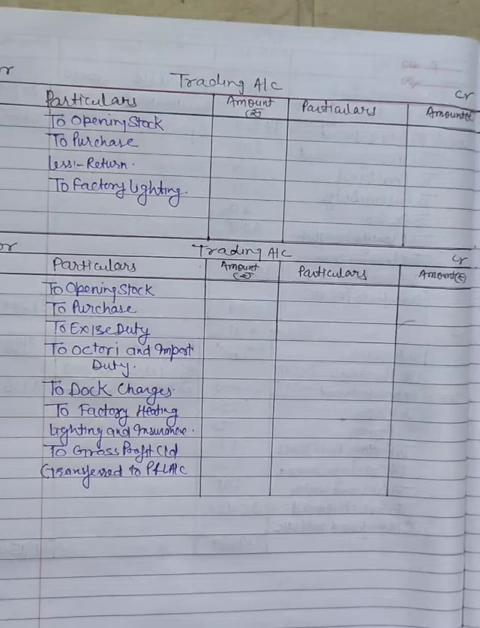 Dr Trading A/C Cr
Particulars Amount (₹) Particulars Amount(₹)
To Opening Stock
To Purchase
Less:- Return.
To Factory Lighting.
Dr Trading A/C Cr
Particulars Amount (₹) Particulars Amount(₹)
To Opening Stock
To Purchase
To Exise Duty
To Octori and Import
Duty.
To Dock Charges.
To Factory Heating
Lighting and Insurance.
To Gross Profit C/d
(Transferred to P&L A/C